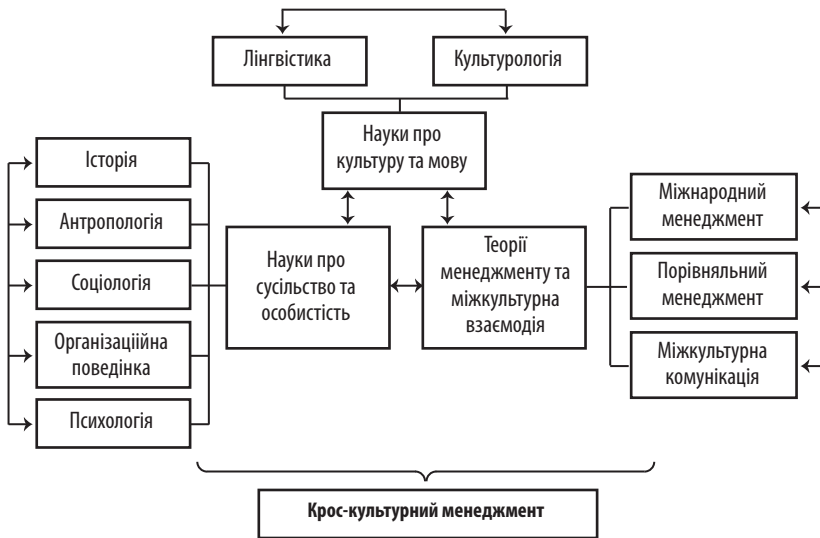 Лінгвістика
Культурологія
Науки про
культуру та мову
Історія
Антропологія
Соціологія
Організаціійна
поведінка
Психологія
Науки про
сусільство та
особистість
Теорії
менеджменту та
міжкультурна
взаємодія
Міжнародний
менеджмент
Порівняльний
менеджмент
Міжкультурна
комунікація
Крос-культурний менеджмент